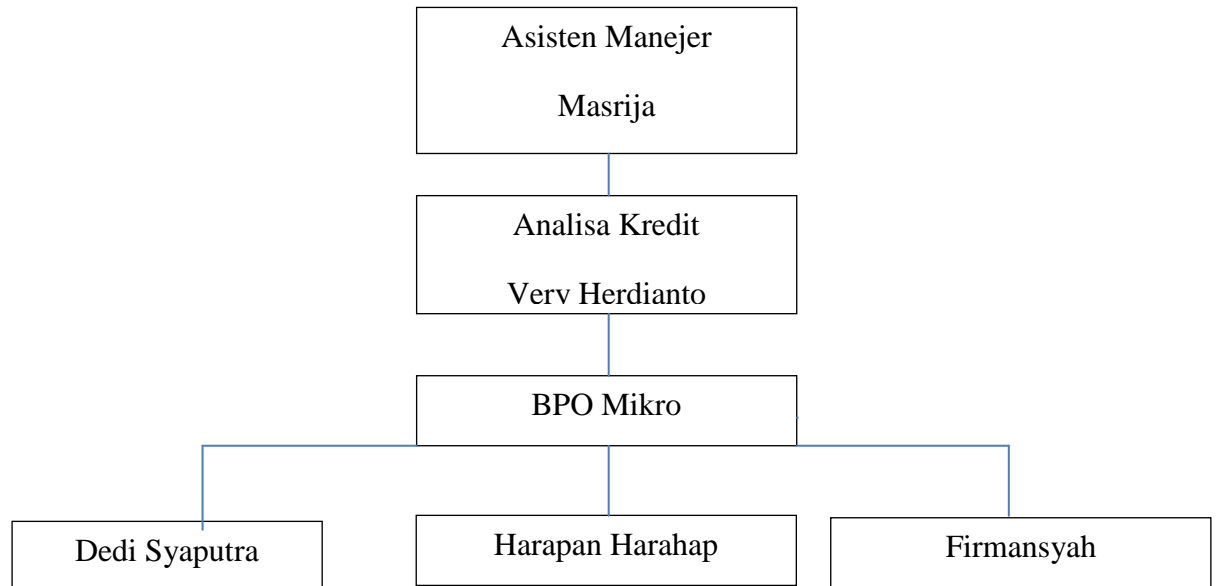 Asisten Manejer
Masrija
Analisa Kredit
Verv Herdianto
BPO Mikro
Dedi Syaputra
Harapan Harahap
Firmansyah